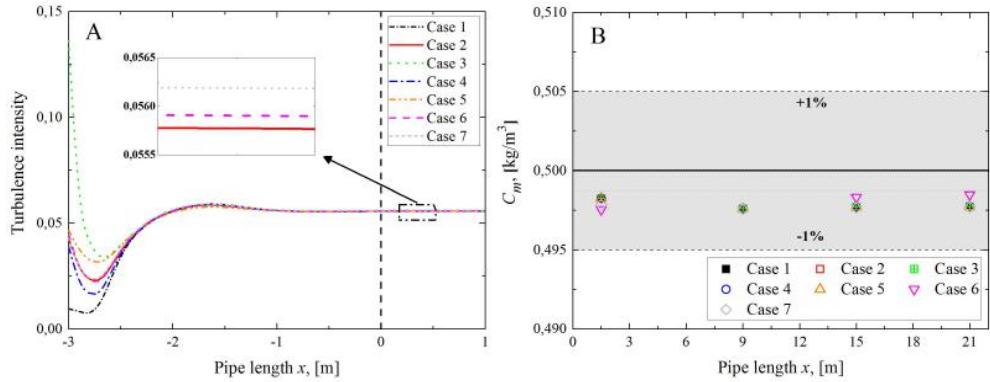 A
Case 1
Case 2
Case 3
Case 4
Case 5
Case 6
Case 7
0,15
0,10
0,05
0,00
Turbulence intensity
0,0565
0,0560
0,0555
-3
-2
-1
0
1
Pipe length x, [m]
B
0,510
0,505
0,500
0,495
0,490
Cm, [kg/m³]
+1%
-1%
Case 1 Case 2 Case 3
Case 4 Case 5 Case 6
Case 7
0 3 6 9 12 15 18 21
Pipe length x, [m]